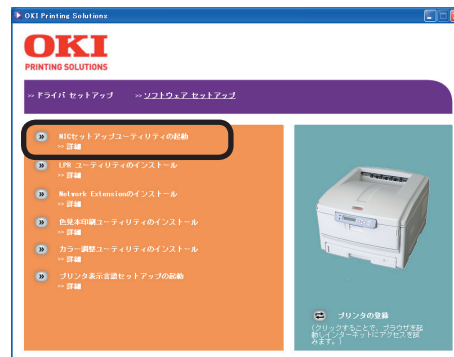 OKI Printing Solutions
OKI
PRINTING SOLUTIONS
>> ドライバ セットアップ >> ソフトウェア セットアップ
NICセットアップユーティリティの起動
>> 詳細
LPR ユーティリティのインストール
>> 詳細
Network Extensionのインストール
>> 詳細
色見本印刷ユーティリティのインストール
>> 詳細
カラー調整ユーティリティのインストール
>> 詳細
プリンタ表示言語セットアップの起動
>> 詳細
プリンタの登録
(クリックすることで、ブラウザを起
動しインターネットにアクセスを試
みます。)